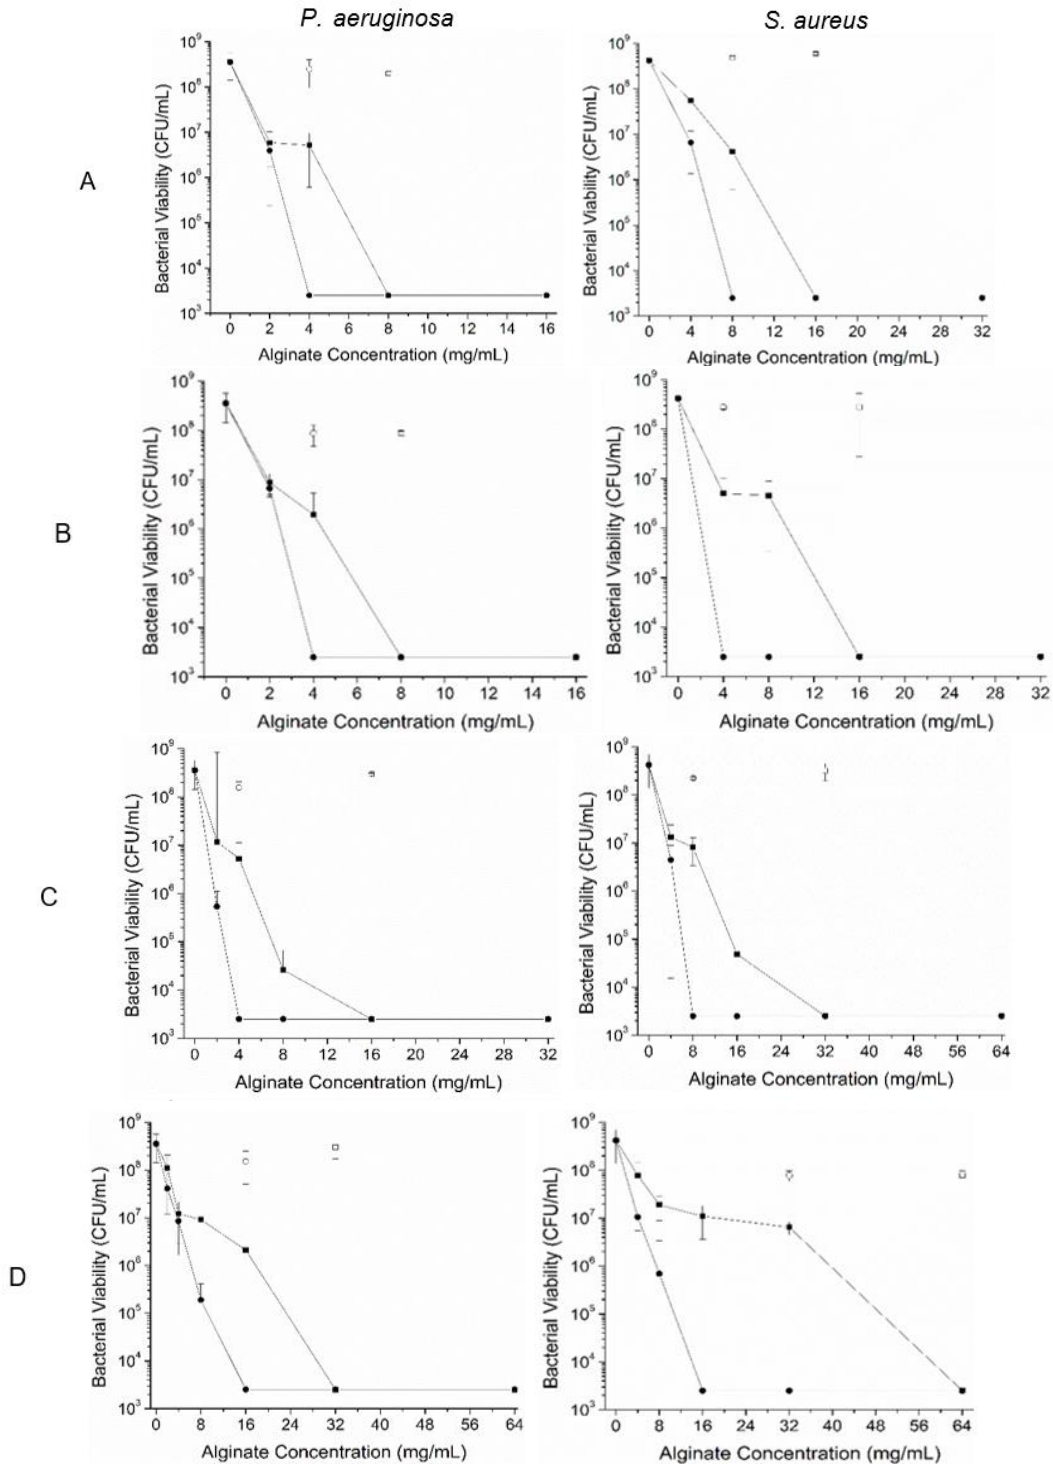 P. aeruginosa
S. aureus
A
Bacterial Viability (CFU/mL)
10⁹
10⁸
10⁷
10⁶
10⁵
10⁴
10³
0 2 4 6 8 10 12 14 16
Alginate Concentration (mg/mL)
Bacterial Viability (CFU/mL)
10⁹
10⁸
10⁷
10⁶
10⁵
10⁴
10³
0 4 8 12 16 20 24 28 32
Alginate Concentration (mg/mL)
B
Bacterial Viability (CFU/mL)
10⁹
10⁸
10⁷
10⁶
10⁵
10⁴
10³
0 2 4 6 8 10 12 14 16
Alginate Concentration (mg/mL)
Bacterial Viability (CFU/mL)
10⁹
10⁸
10⁷
10⁶
10⁵
10⁴
10³
0 4 8 12 16 20 24 28 32
Alginate Concentration (mg/mL)
C
Bacterial Viability (CFU/mL)
10⁹
10⁸
10⁷
10⁶
10⁵
10⁴
10³
0 4 8 12 16 20 24 28 32
Alginate Concentration (mg/mL)
Bacterial Viability (CFU/mL)
10⁹
10⁸
10⁷
10⁶
10⁵
10⁴
10³
0 8 16 24 32 40 48 56 64
Alginate Concentration (mg/mL)
D
Bacterial Viability (CFU/mL)
10⁹
10⁸
10⁷
10⁶
10⁵
10⁴
10³
0 8 16 24 32 40 48 56 64
Alginate Concentration (mg/mL)
Bacterial Viability (CFU/mL)
10⁹
10⁸
10⁷
10⁶
10⁵
10⁴
10³
0 8 16 24 32 40 48 56 64
Alginate Concentration (mg/mL)